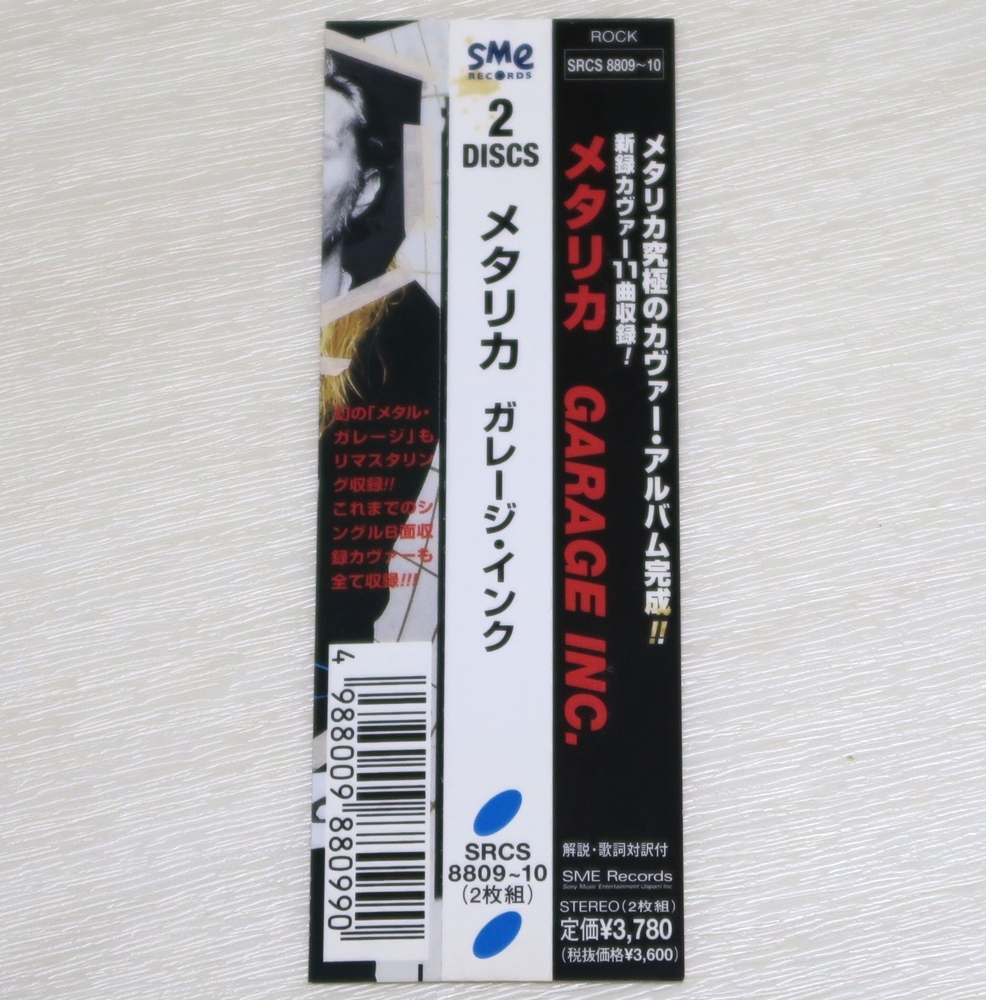 ROCK
SRCS 8809~10
メタリカ究極のカヴァー・アルバム完成!!
新録カヴァー11曲収録!
メタリカ GARAGE INC.
解説・歌詞対訳付
SME Records
Sony Music Entertainment (Japan) Inc.
STEREO(2枚組)
定価¥3,780
(税抜価格¥3,600)
SMe
RECORDS
2
DISCS
メタリカ ガレージ・インク
SRCS
8809~10
(2枚組)
幻の「メタル・
ガレージ」も
リマスタリン
グ収録!!
これまでのシ
ングルB面収
録カヴァーも
全て収録!!!
4 988009 880990